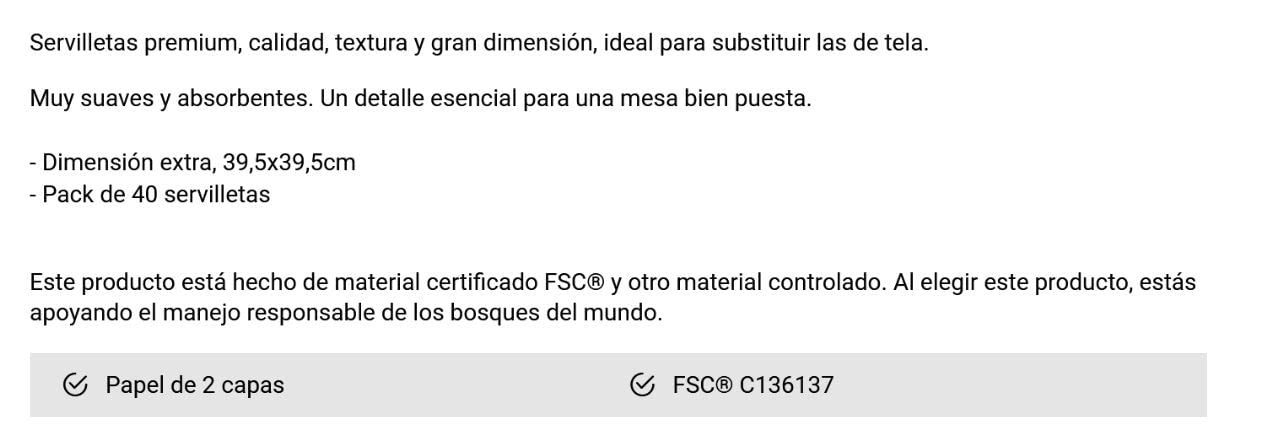 Servilletas premium, calidad, textura y gran dimensión, ideal para substituir las de tela.
Muy suaves y absorbentes. Un detalle esencial para una mesa bien puesta.
- Dimensión extra, 39,5x39,5cm
- Pack de 40 servilletas
Este producto está hecho de material certificado FSC® y otro material controlado. Al elegir este producto, estás
apoyando el manejo responsable de los bosques del mundo.
Papel de 2 capas
FSC® C136137